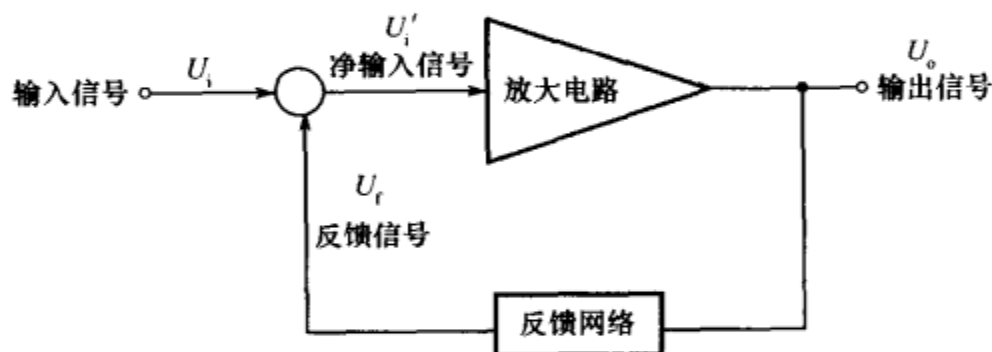 输入信号
U_i
U_i′
净输入信号
放大电路
U_o
输出信号
U_f
反馈信号
反馈网络